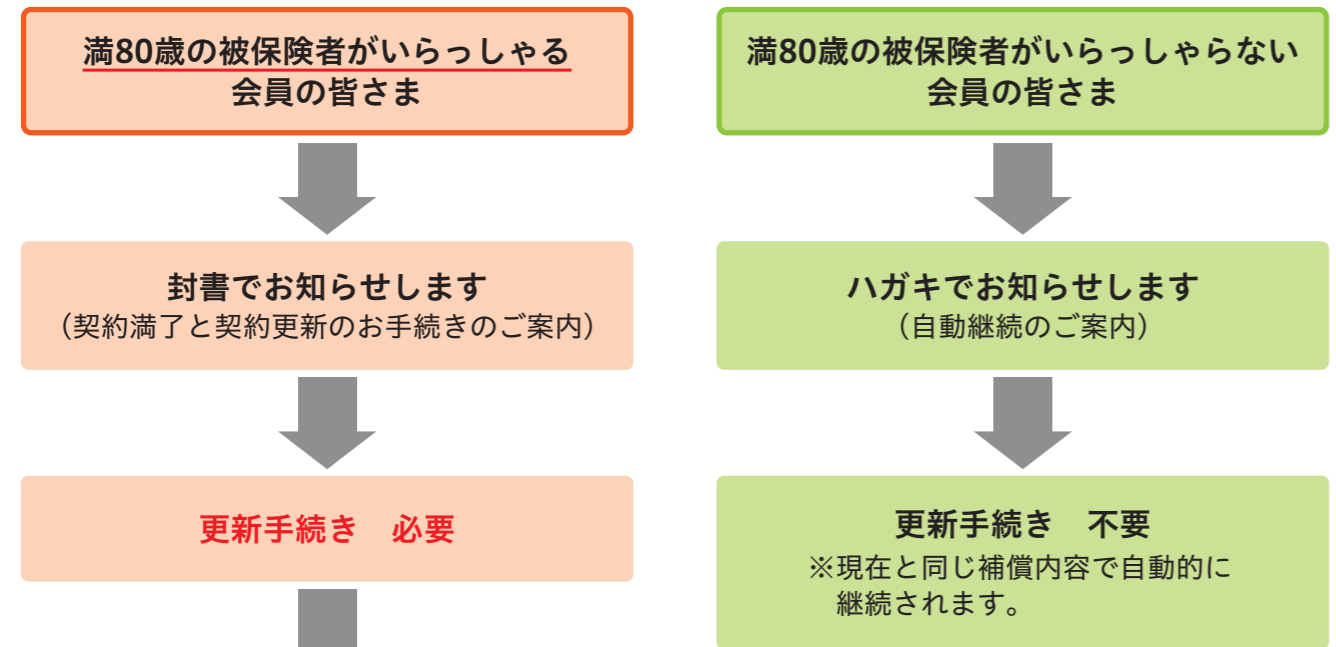 満80歳の被保険者がいらっしゃる
会員の皆さま
封書でお知らせします
（契約満了と契約更新のお手続きのご案内）
更新手続き　必要
満80歳の被保険者がいらっしゃらない
会員の皆さま
ハガキでお知らせします
（自動継続のご案内）
更新手続き　不要
※現在と同じ補償内容で自動的に
継続されます。